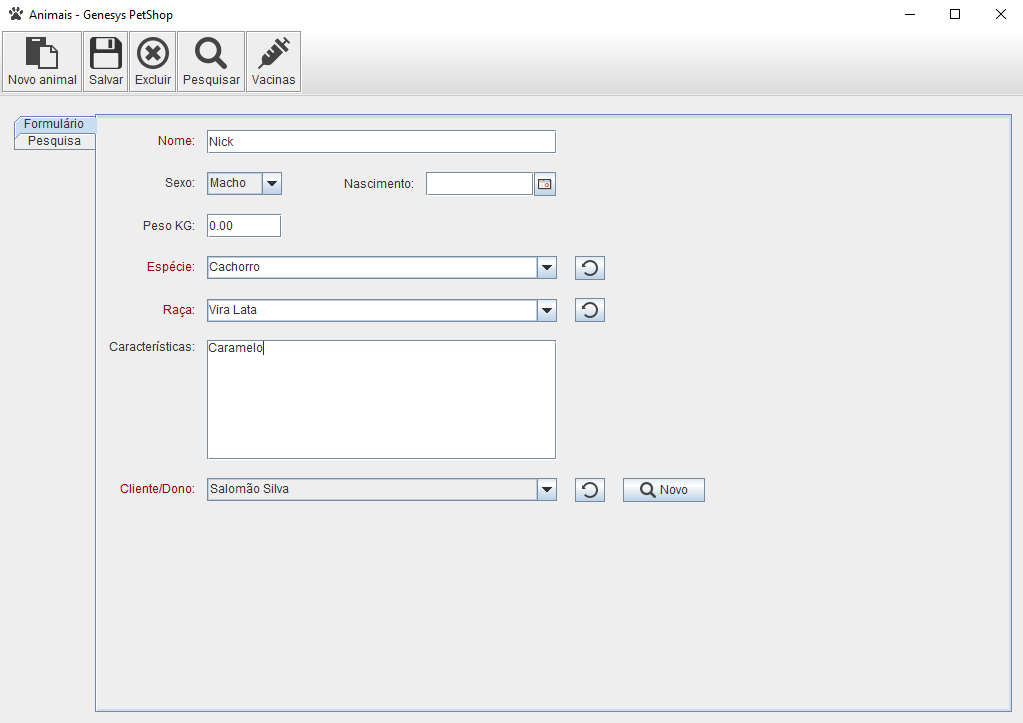 Animais - Genesys PetShop
Novo animal Salvar Excluir Pesquisar Vacinas
Formulário
Pesquisa
Nome: Nick
Sexo: Macho Nascimento:
Peso KG: 0.00
Espécie: Cachorro
Raça: Vira Lata
Características: Caramelo
Cliente/Dono: Salomão Silva Novo